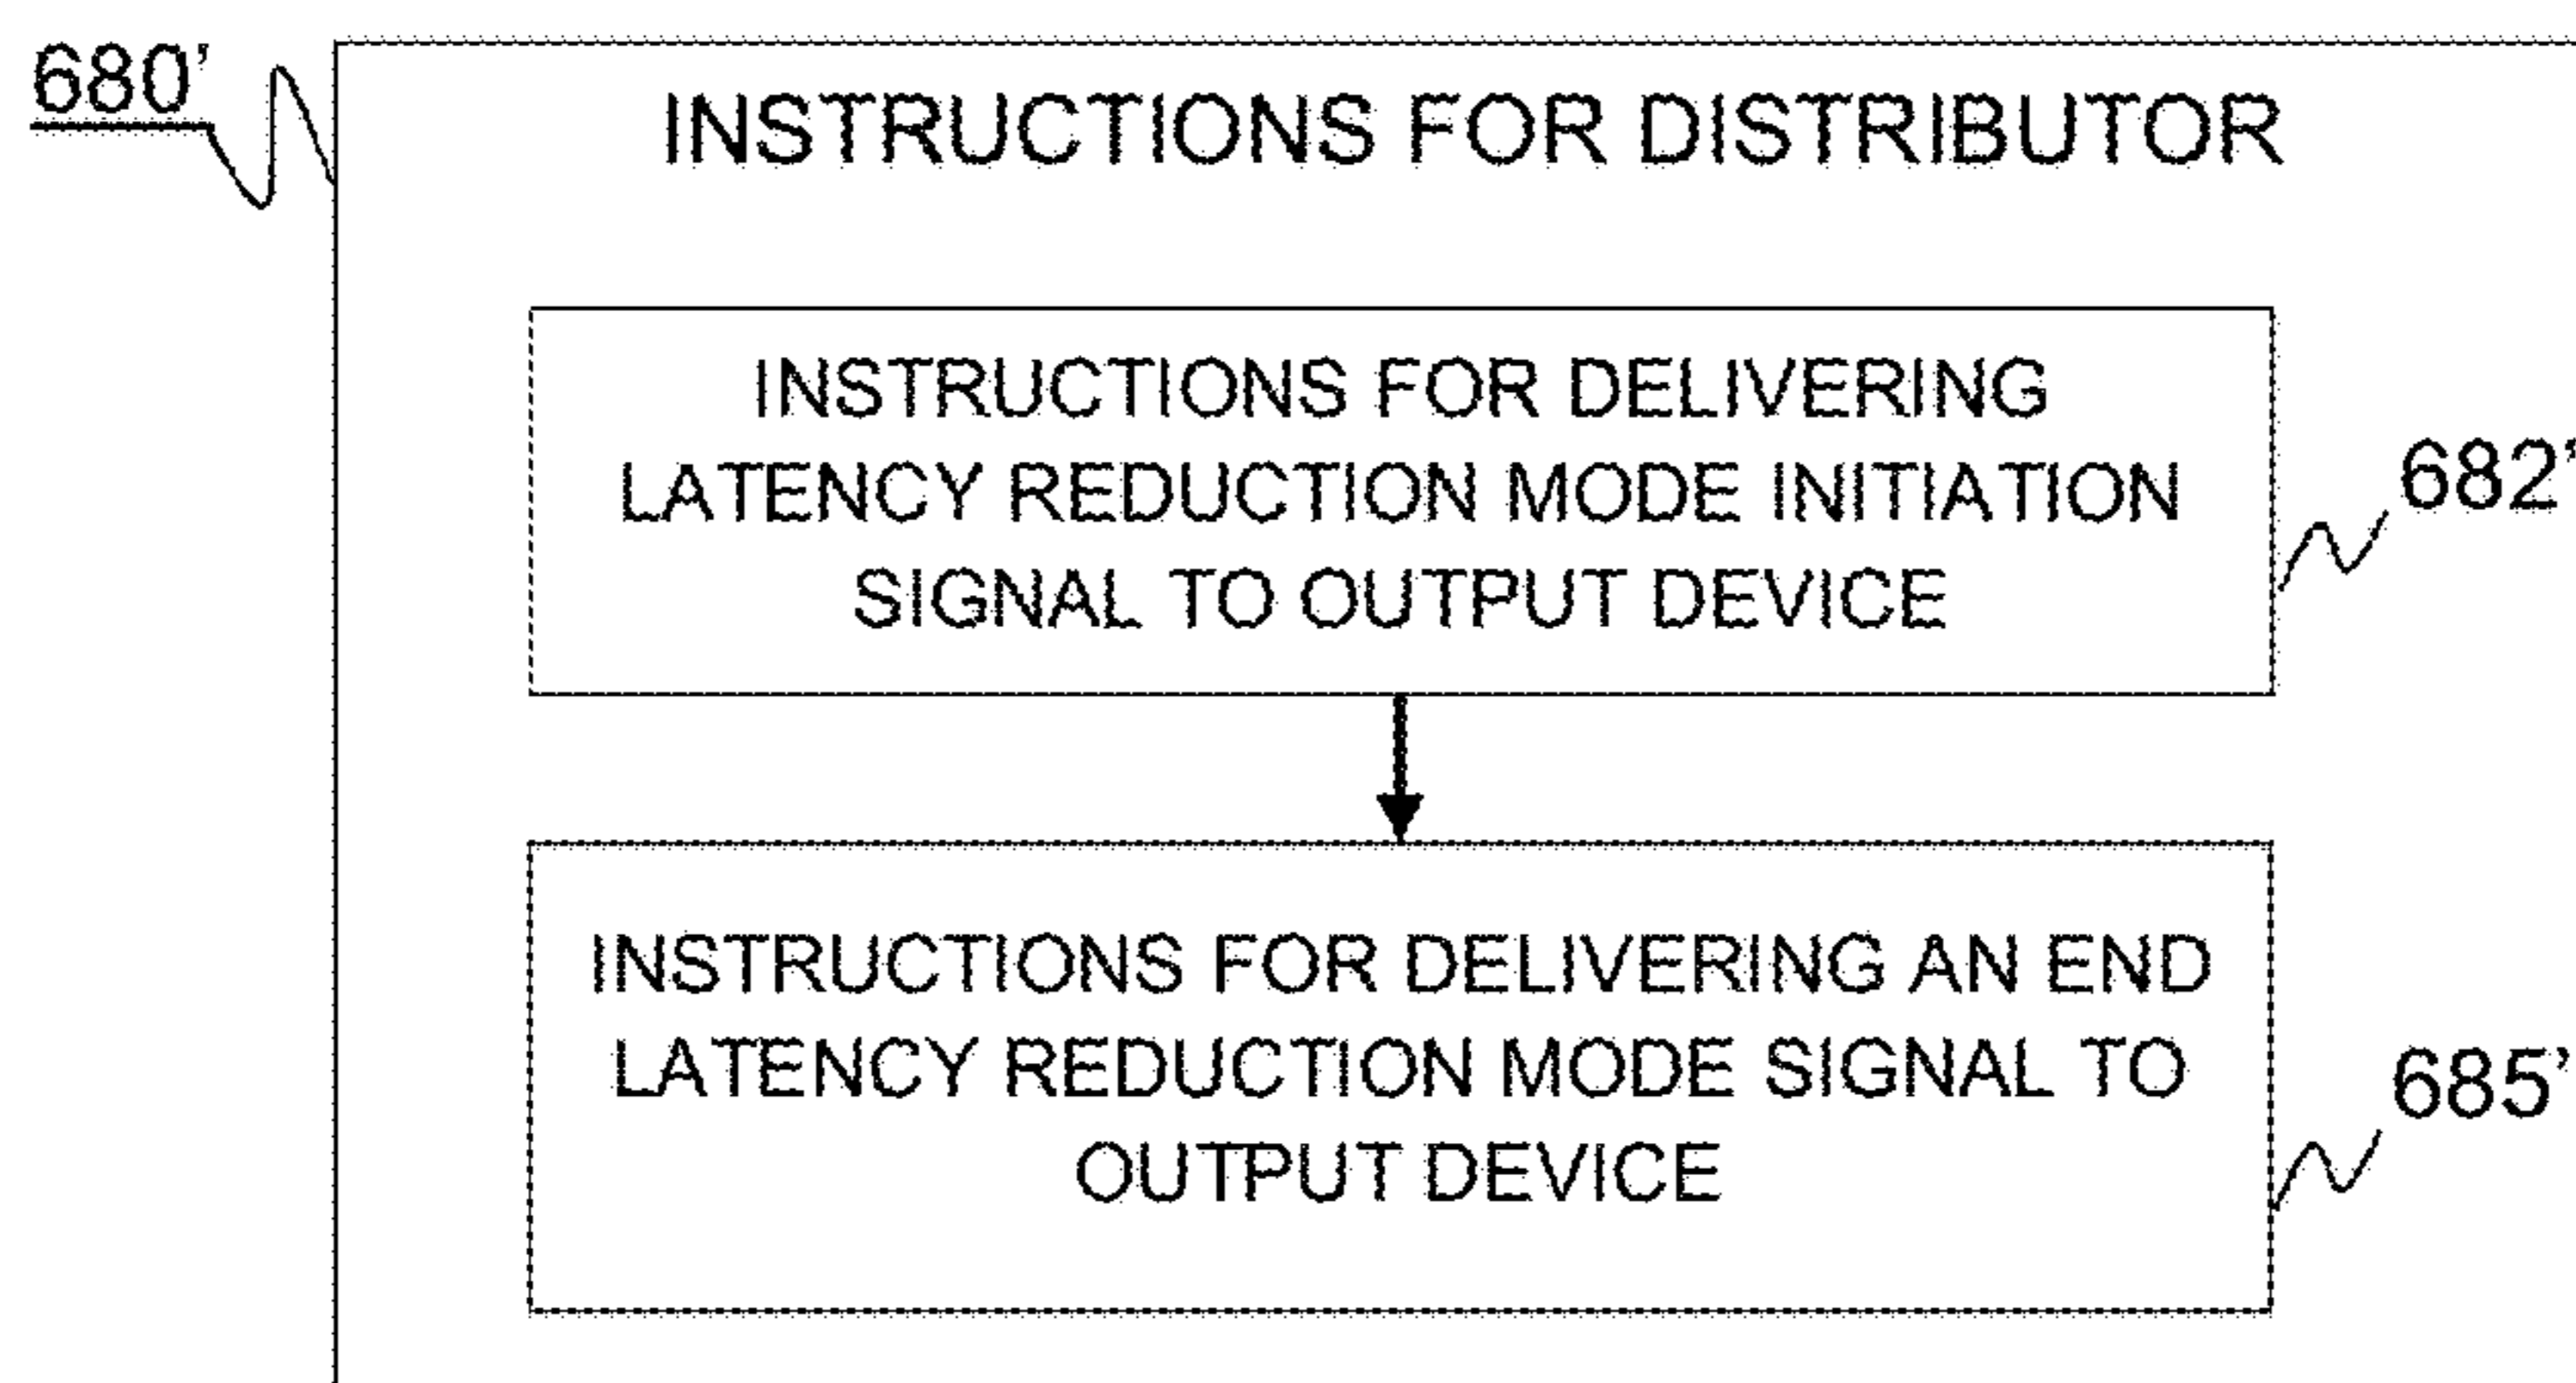 680'
INSTRUCTIONS FOR DISTRIBUTOR
INSTRUCTIONS FOR DELIVERING
LATENCY REDUCTION MODE INITIATION
SIGNAL TO OUTPUT DEVICE
682'
INSTRUCTIONS FOR DELIVERING AN END
LATENCY REDUCTION MODE SIGNAL TO
OUTPUT DEVICE
685'